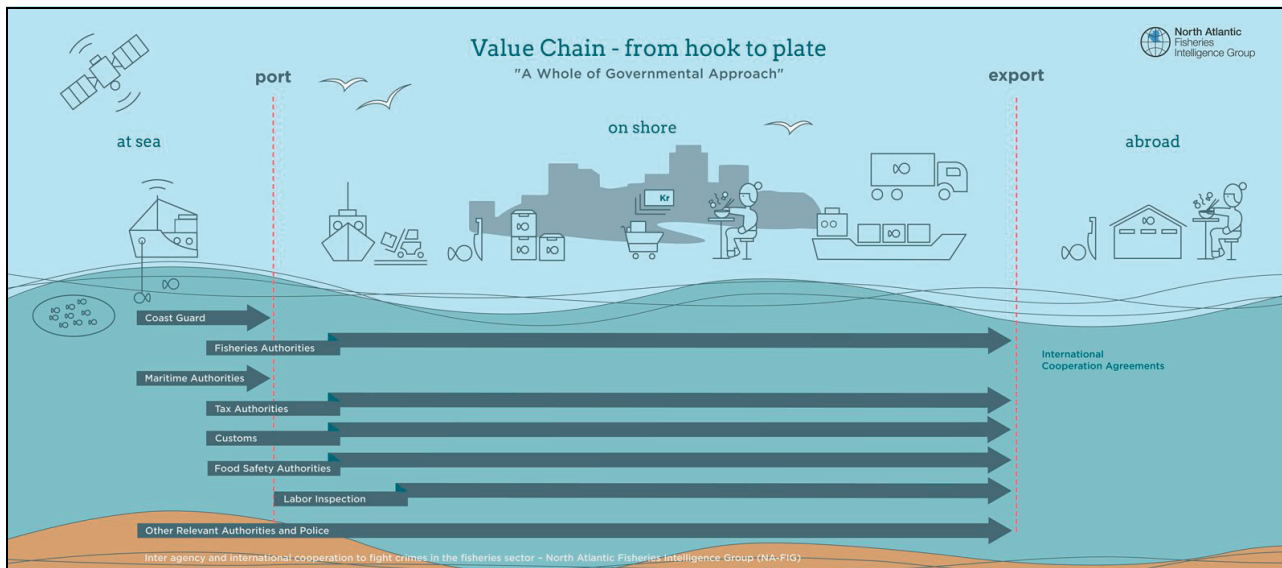 Value Chain - from hook to plate
"A Whole of Governmental Approach"
North Atlantic
Fisheries
Intelligence Group
port
export
at sea
on shore
abroad
Kr
Coast Guard
Fisheries Authorities
International
Cooperation Agreements
Maritime Authorities
Tax Authorities
Customs
Food Safety Authorities
Labor Inspection
Other Relevant Authorities and Police
Inter agency and international cooperation to fight crimes in the fisheries sector – North Atlantic Fisheries Intelligence Group (NA-FIG)